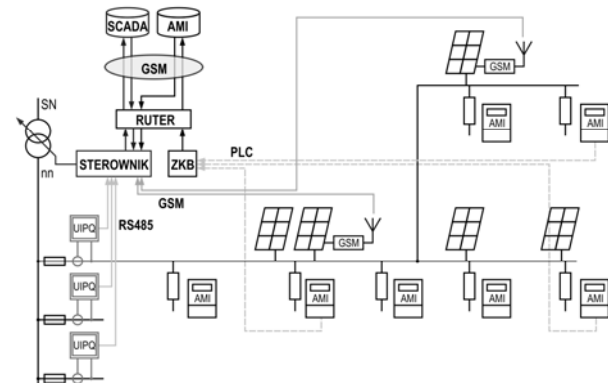 SCADA AMI
GSM
RUTER
SN
STEROWNIK ZKB
nn
PLC
GSM
RS485
UIPQ
UIPQ
UIPQ
GSM
AMI AMI
GSM
AMI AMI AMI AMI AMI